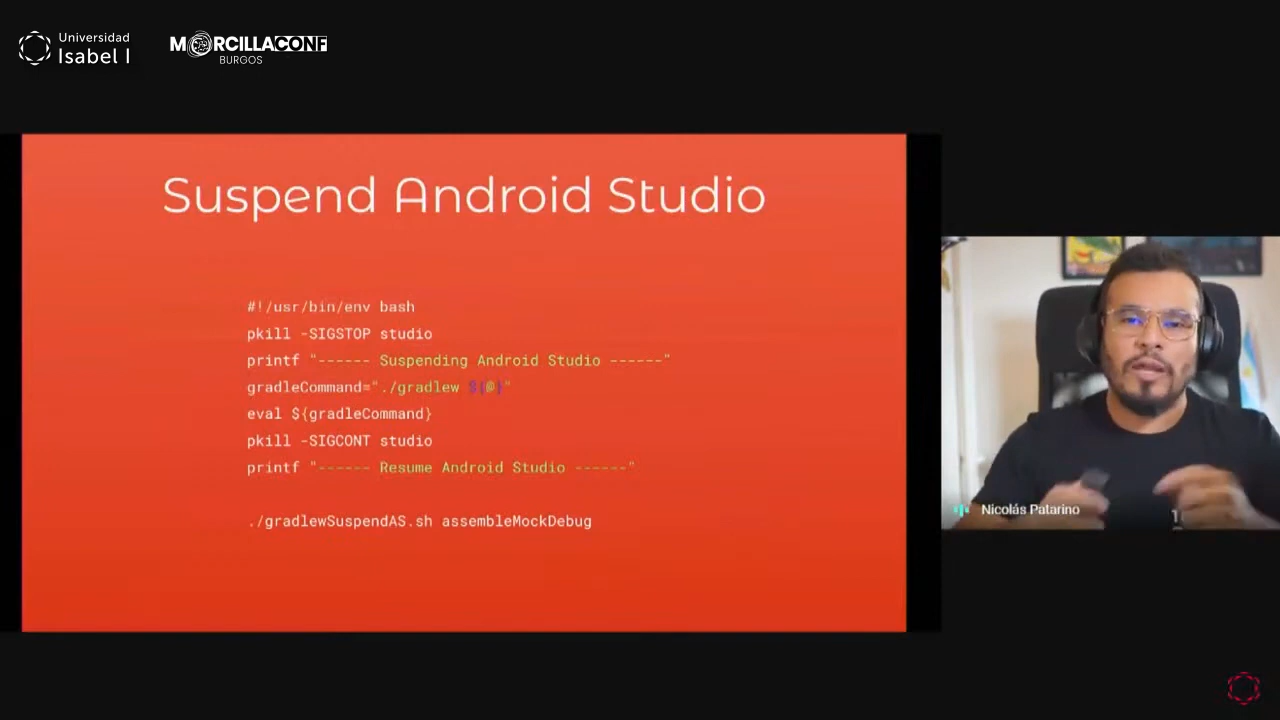 Universidad
Isabel I
MORCILLACONF
BURGOS
Suspend Android Studio
#!/usr/bin/env bash
pkill -SIGSTOP studio
printf "------ Suspending Android Studio ------"
gradleCommand="./gradlew ${@}"
eval ${gradleCommand}
pkill -SIGCONT studio
printf "------ Resume Android Studio ------"
./gradlewSuspendAS.sh assembleMockDebug
Nicolás Patarino